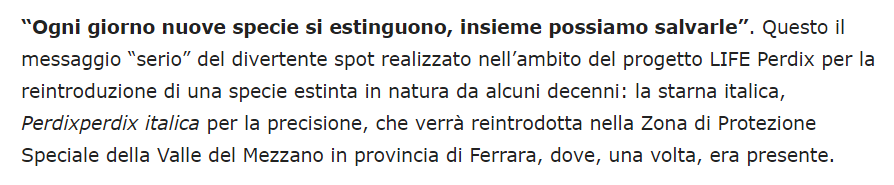 “Ogni giorno nuove specie si estinguono, insieme possiamo salvarle”. Questo il
messaggio “serio” del divertente spot realizzato nell’ambito del progetto LIFE Perdix per la
reintroduzione di una specie estinta in natura da alcuni decenni: la starna italica,
Perdixperdix italica per la precisione, che verrà reintrodotta nella Zona di Protezione
Speciale della Valle del Mezzano in provincia di Ferrara, dove, una volta, era presente.